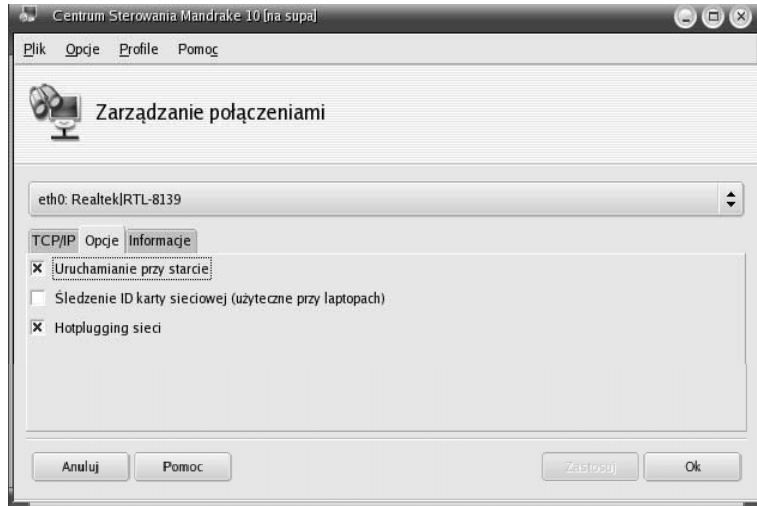 Centrum Sterowania Mandrake 10 [na supa]
Plik Opcje Profile Pomoc
Zarządzanie połączeniami
eth0: Realtek|RTL-8139
TCP/IP Opcje Informacje
Uruchamianie przy starcie
Śledzenie ID karty sieciowej (użyteczne przy laptopach)
Hotplugging sieci
Anuluj Pomoc Zastosuj Ok